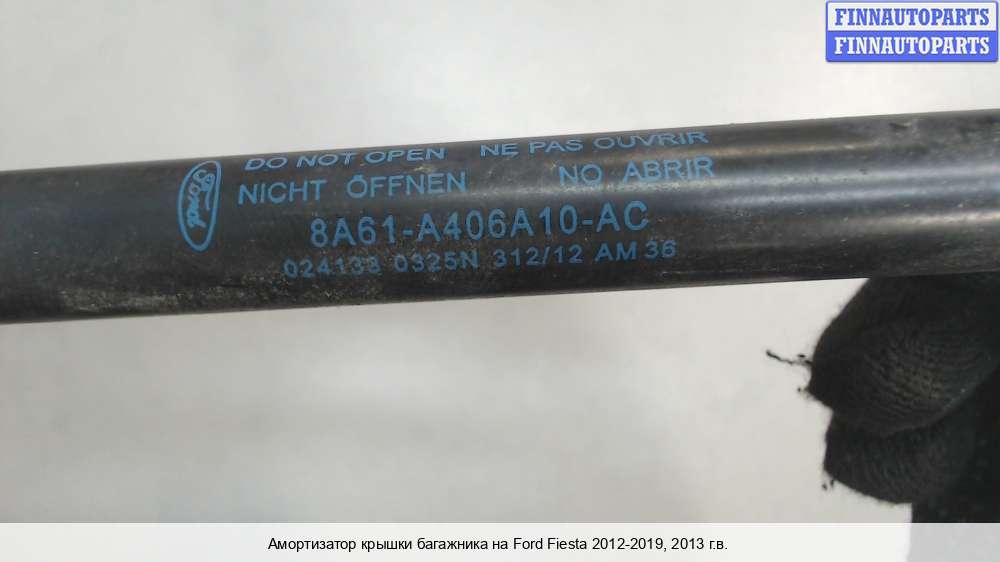 FINNAUTOPARTS
FINNAUTOPARTS
Ford
DO NOT OPEN NE PAS OUVRIR
NICHT ÖFFNEN NO ABRIR
8A61-A406A10-AC
024138 0325N 312/12 AM 36
Амортизатор крышки багажника на Ford Fiesta 2012-2019, 2013 г.в.